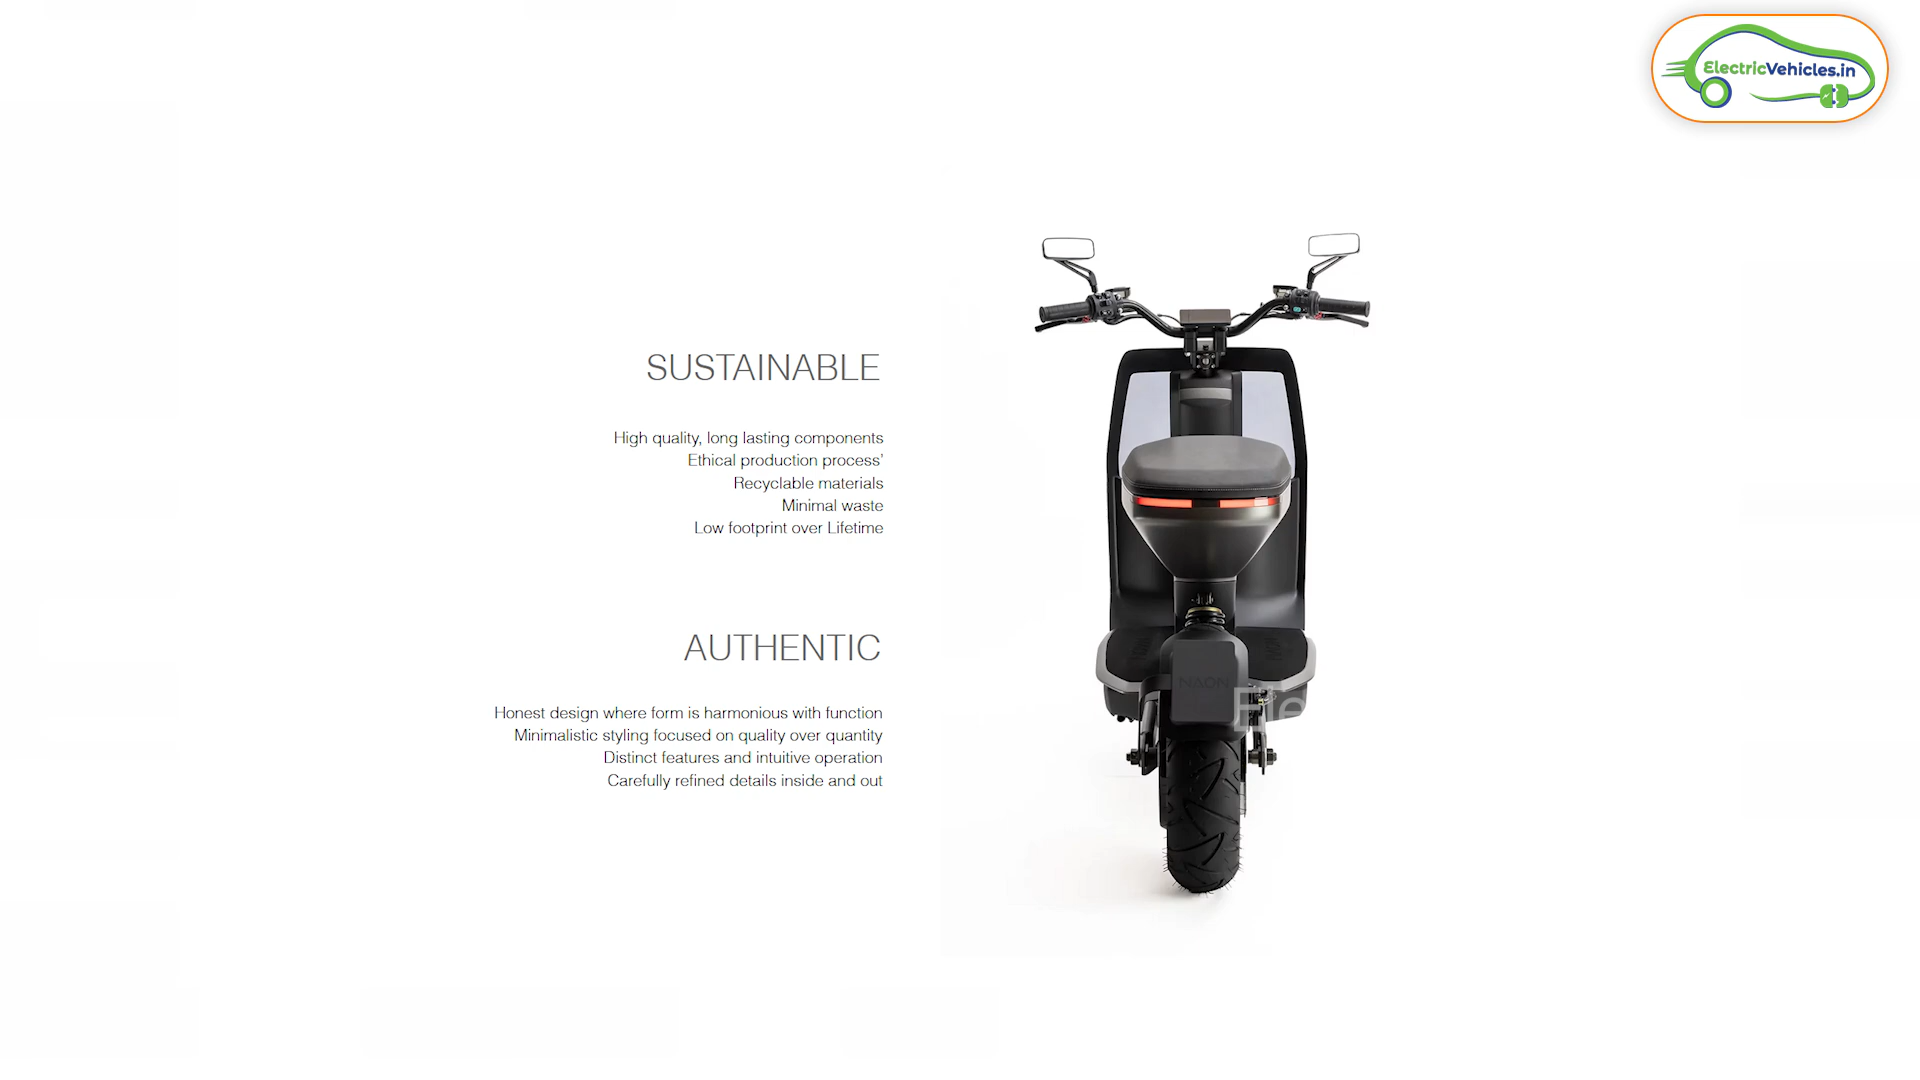 ElectricVehicles.in
SUSTAINABLE
High quality, long lasting components
Ethical production process'
Recyclable materials
Minimal waste
Low footprint over Lifetime
AUTHENTIC
Honest design where form is harmonious with function
Minimalistic styling focused on quality over quantity
Distinct features and intuitive operation
Carefully refined details inside and out
NAON